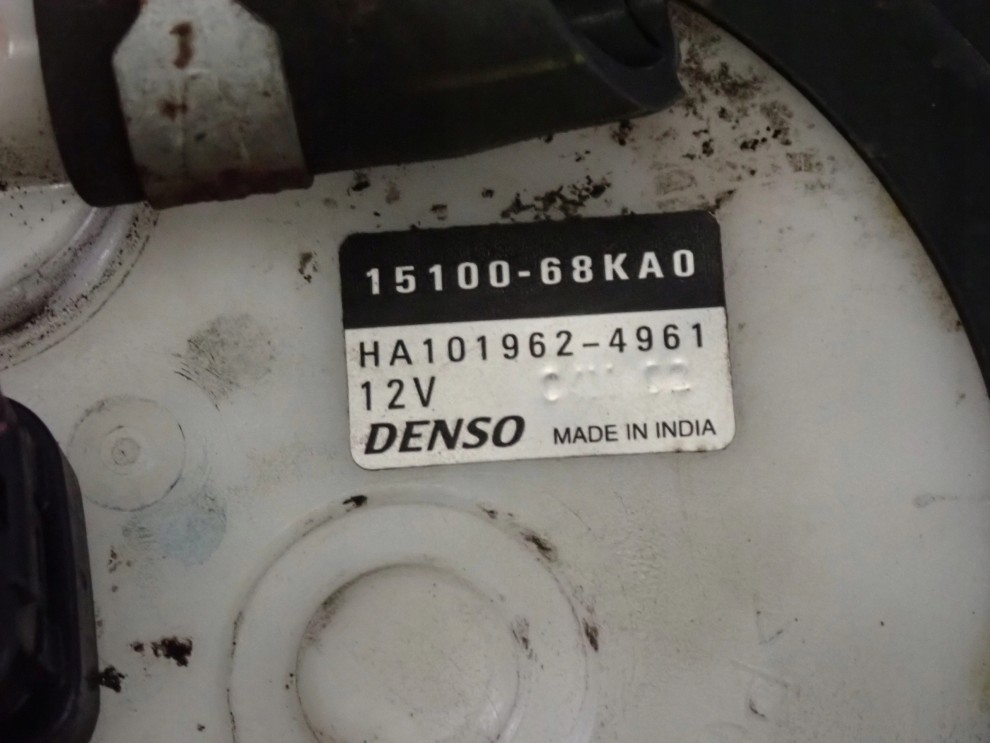 15100-68KA0
HA101962-4961
12V
DENSO MADE IN INDIA